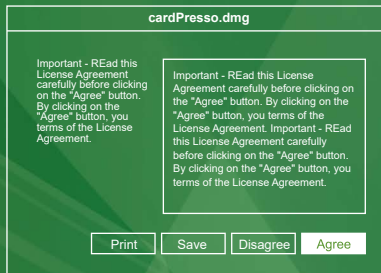 cardPresso.dmg
Important - REad this
License Agreement
carefully before clicking
on the "Agree" button.
By clicking on the
"Agree" button, you
terms of the License
Agreement.
Important - REad this License
Agreement carefully before clicking on
the "Agree" button. By clicking on the
"Agree" button, you terms of the
License Agreement. Important - REad
this License Agreement carefully
before clicking on the "Agree" button.
By clicking on the "Agree" button, you
terms of the License Agreement.
Print
Save
Disagree
Agree